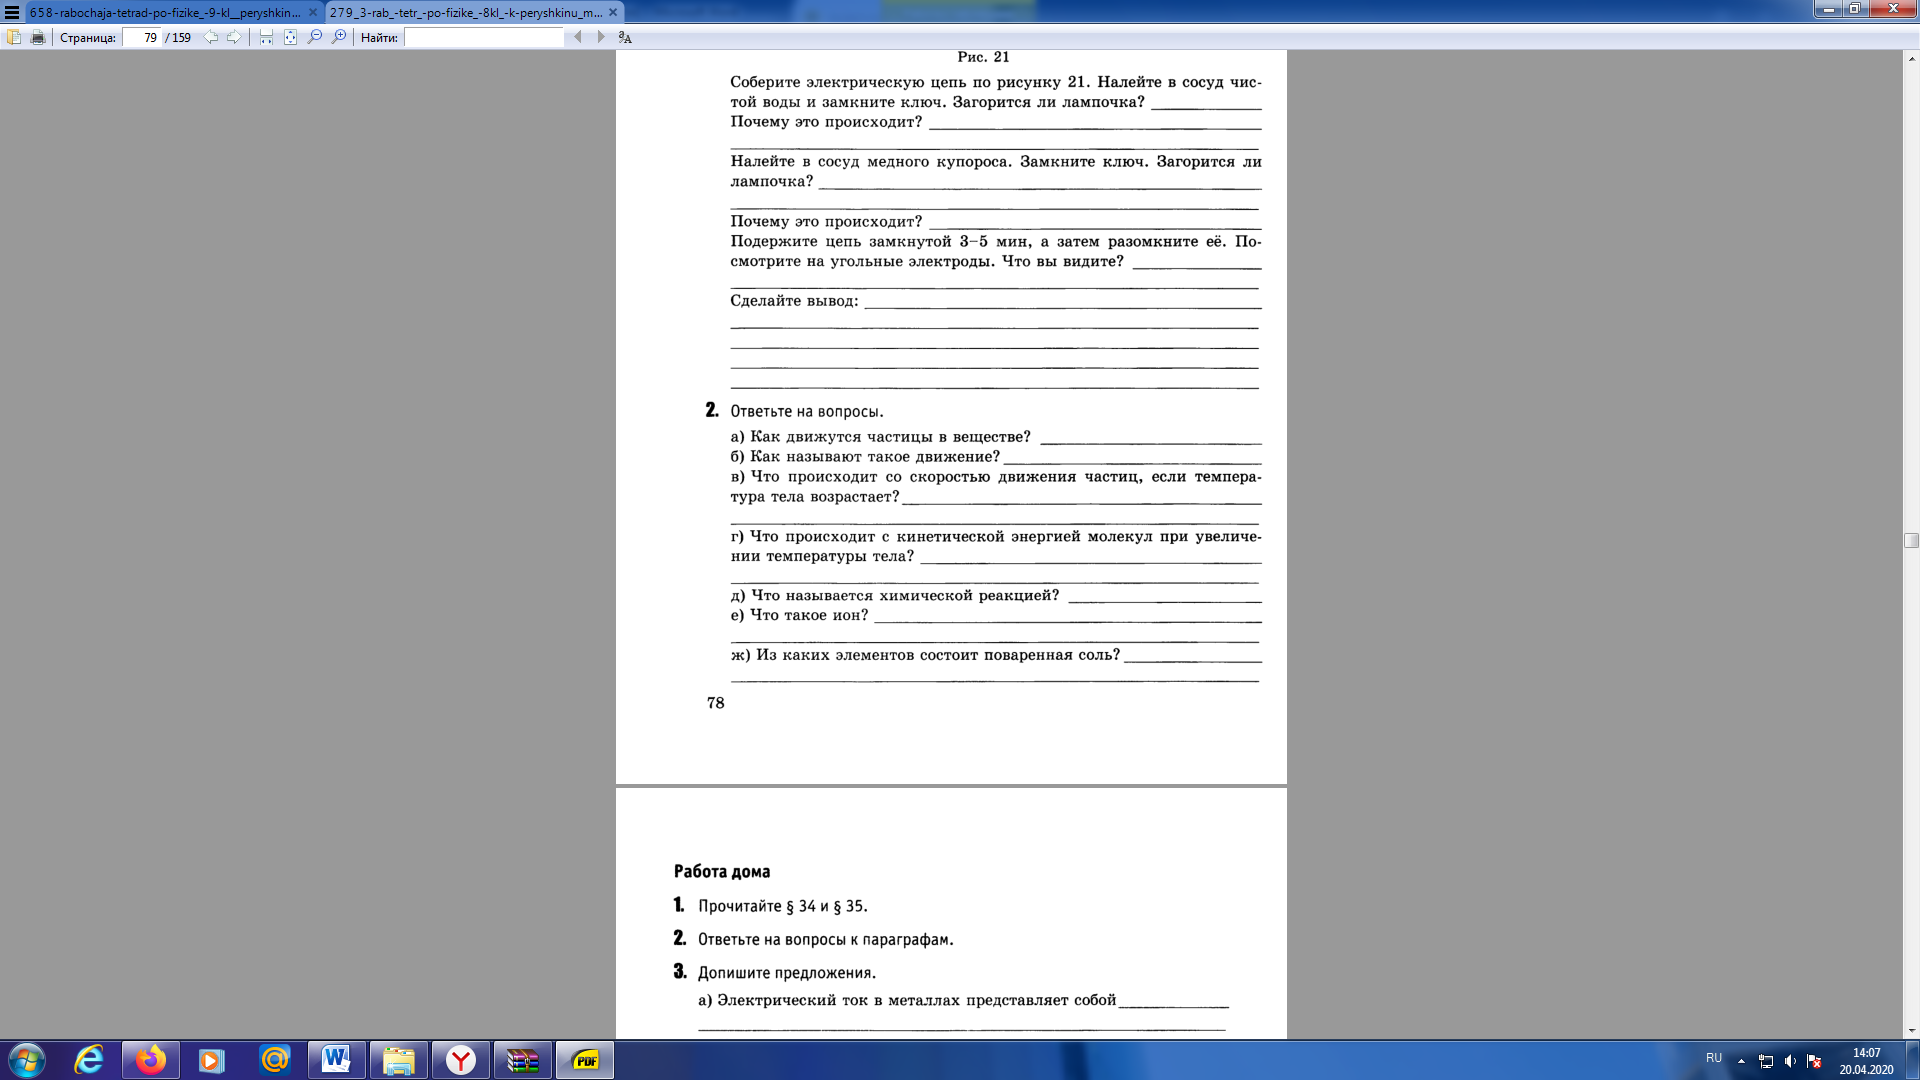 658-rabochaja-tetrad-po-fizike_-9-kl__peryshkin...
279_3-rab_-tetr_-po-fizike_-8kl_-k-peryshkinu_m...
Страница: 79 / 159 Найти:
Рис. 21
Соберите электрическую цепь по рисунку 21. Налейте в сосуд чис-
той воды и замкните ключ. Загорится ли лампочка?
Почему это происходит?
Налейте в сосуд медного купороса. Замкните ключ. Загорится ли
лампочка?
Почему это происходит?
Подержите цепь замкнутой 3–5 мин, а затем разомкните её. По-
смотрите на угольные электроды. Что вы видите?
Сделайте вывод:
2. Ответьте на вопросы.
а) Как движутся частицы в веществе?
б) Как называют такое движение?
в) Что происходит со скоростью движения частиц, если темпера-
тура тела возрастает?
г) Что происходит с кинетической энергией молекул при увеличе-
нии температуры тела?
д) Что называется химической реакцией?
е) Что такое ион?
ж) Из каких элементов состоит поваренная соль?
78
Работа дома
1. Прочитайте § 34 и § 35.
2. Ответьте на вопросы к параграфам.
3. Допишите предложения.
а) Электрический ток в металлах представляет собой
PDF
RU
14:07
20.04.2020